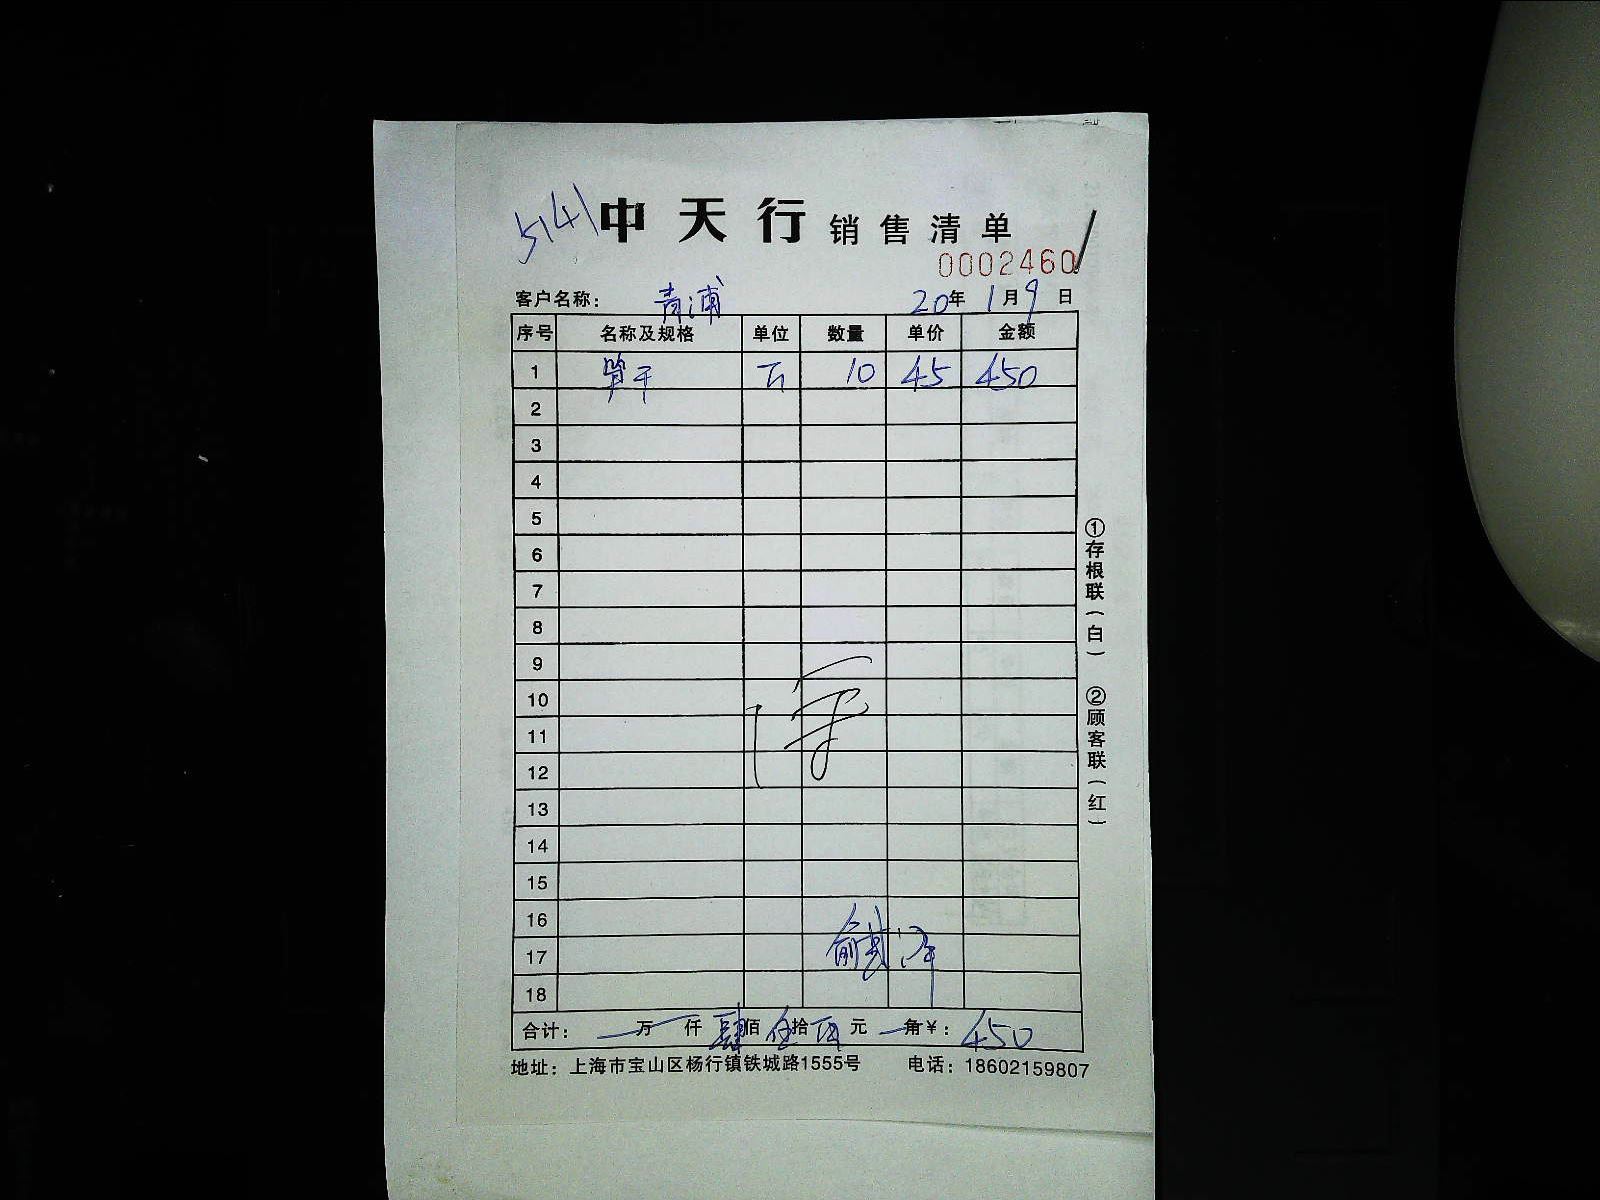 5141 中天行 销售清单
0002460
客户名称： 青浦 20年 1月 9日
序号 名称及规格 单位 数量 单价 金额
1 笋干 斤 10 45 450
2
3
4
5
6
7
8
9
10
11
12
13
14
15
16
17
18
合计： 万 仟 肆佰 伍拾 元 角 ¥： 450
地址：上海市宝山区杨行镇铁城路1555号 电话：18602159807
①存根联（白） ②顾客联（红）